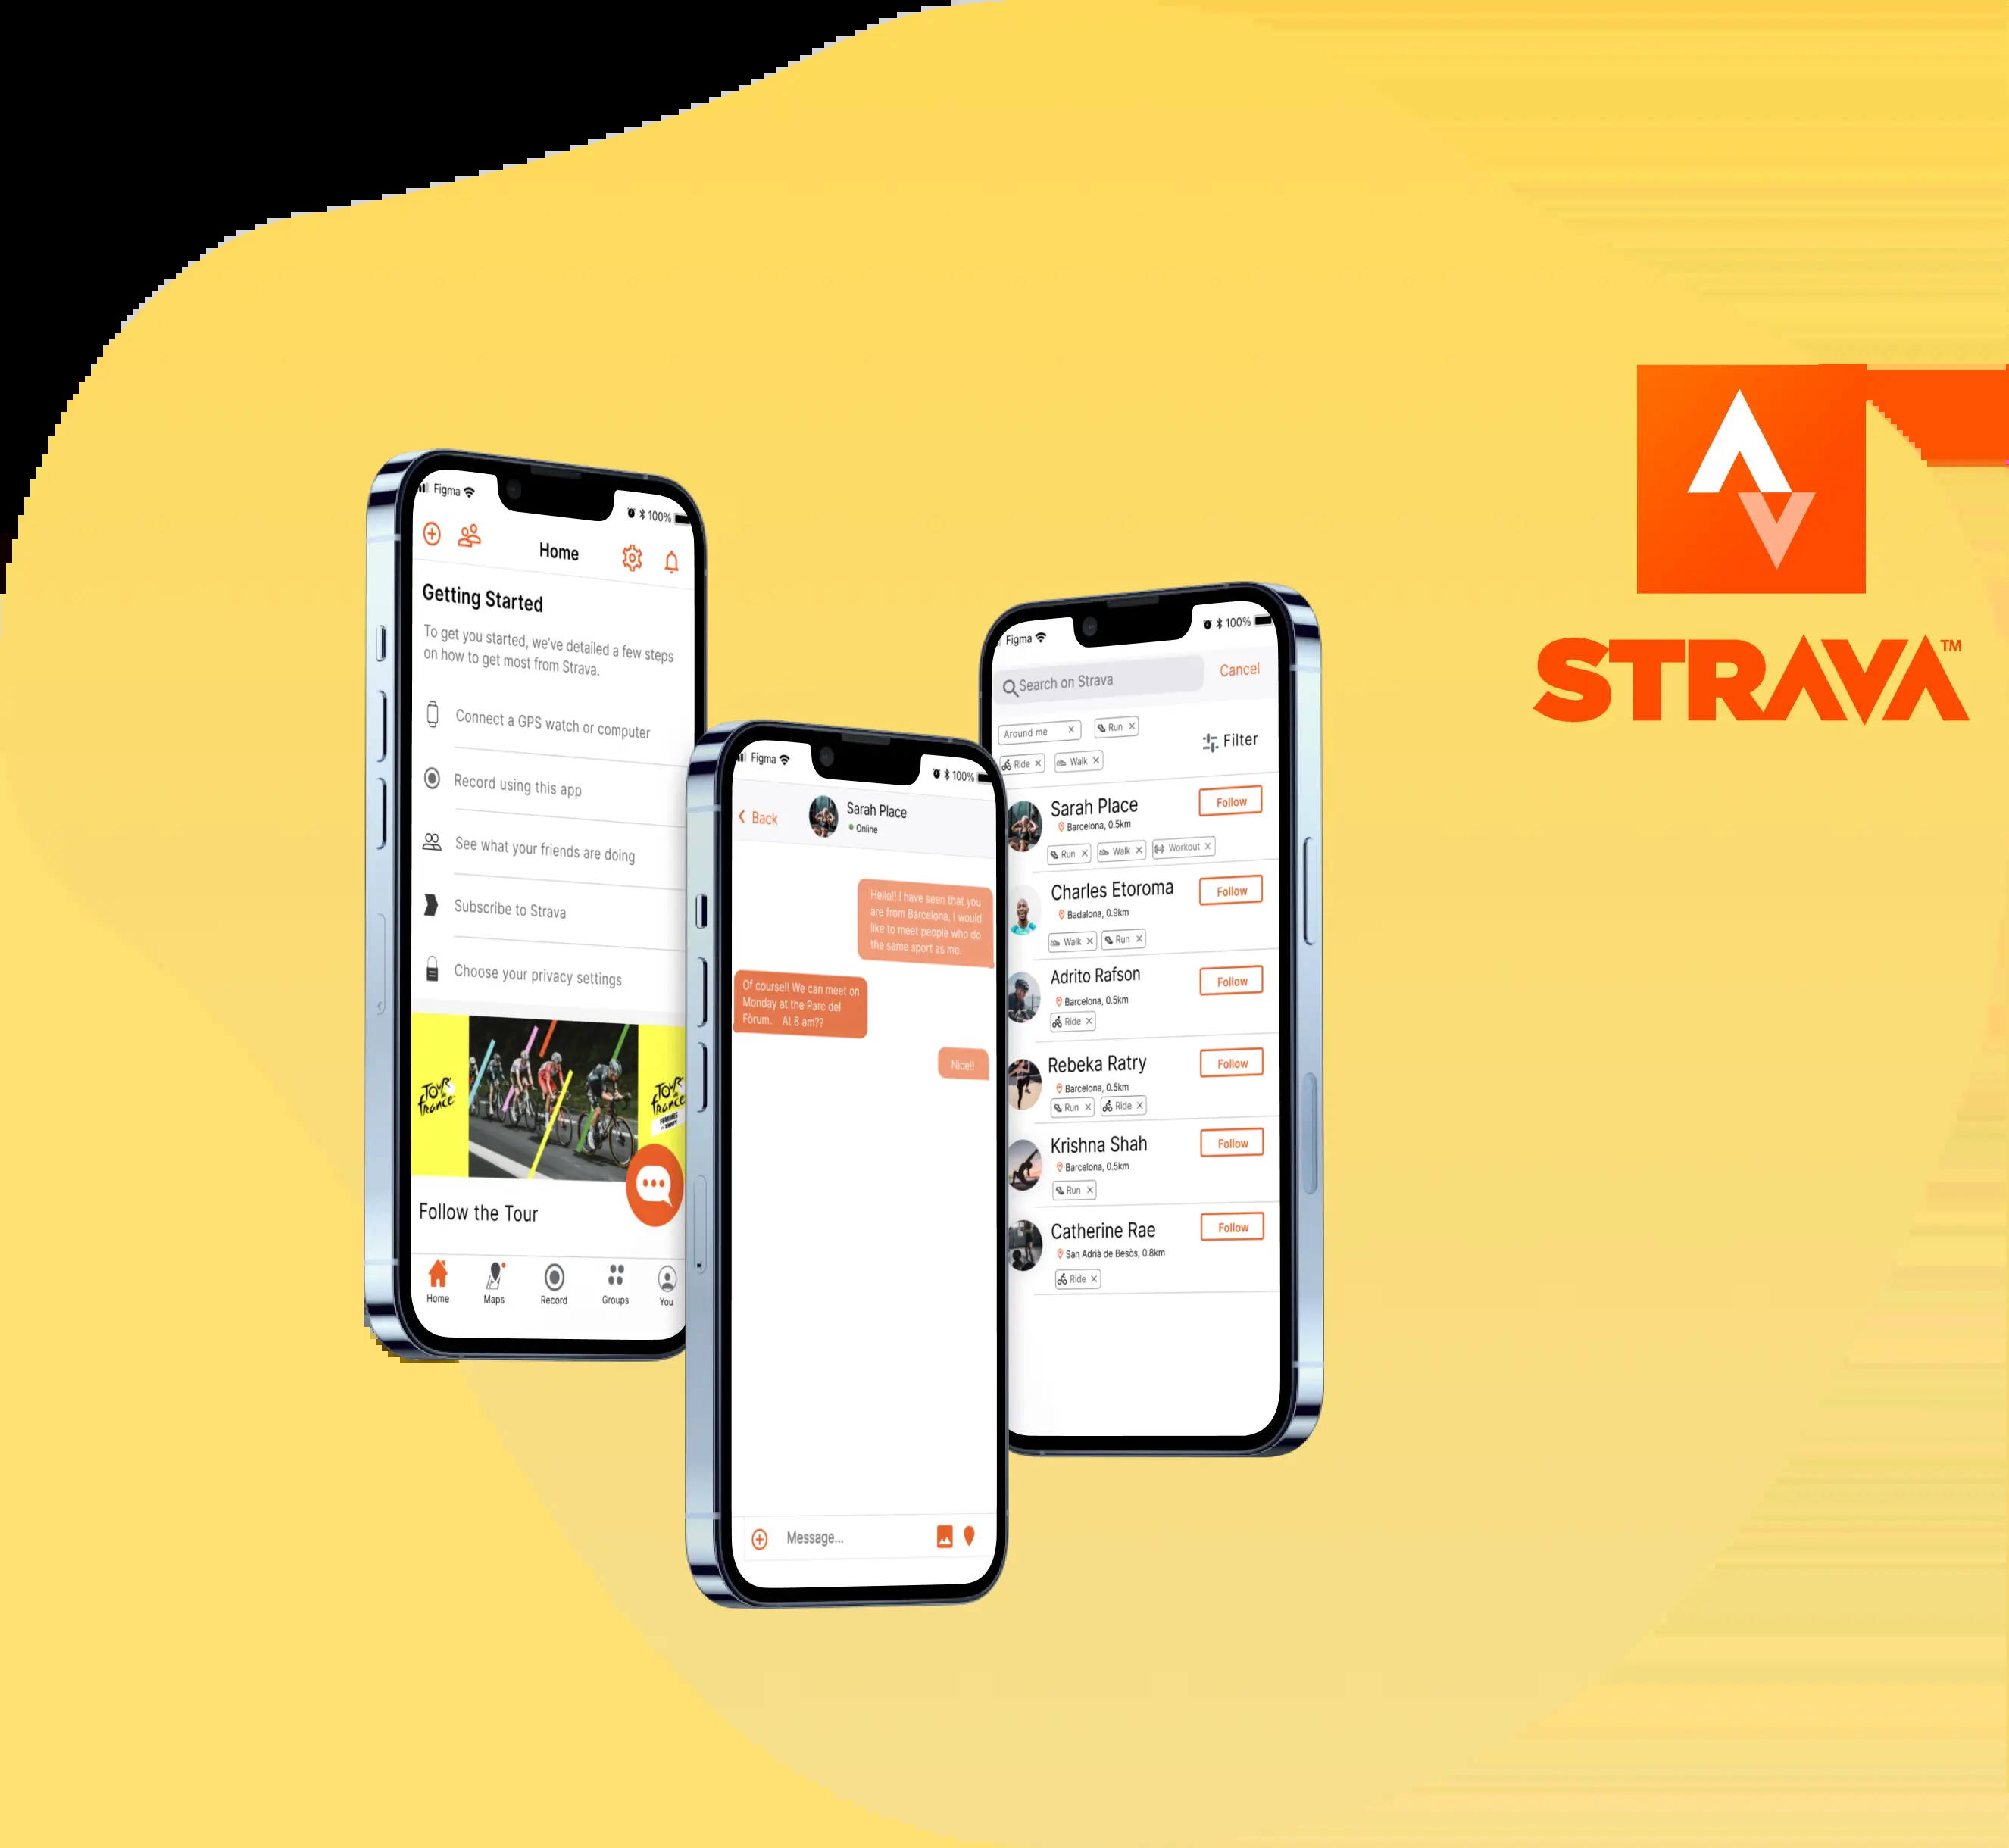 Figma
100%
Home
Getting Started
To get you started, we've detailed a few steps
on how to get most from Strava.
Connect a GPS watch or computer
Record using this app
See what your friends are doing
Subscribe to Strava
Choose your privacy settings
TOUR
france
TOUR
france
FEMMES
Follow the Tour
Home
Maps
Record
Groups
You
Figma
100%
Back
Sarah Place
Online
Hello!! I have seen that you
are from Barcelona, I would
like to meet people who do
the same sport as me.
Of course!! We can meet on
Monday at the Parc del
Fòrum. At 8 am??
Nice!!
Message...
Figma
100%
Search on Strava
Cancel
Around me
Run
Filter
Ride
Walk
Sarah Place
Follow
Barcelona, 0.5km
Run
Walk
Workout
Charles Etoroma
Follow
Badalona, 0.9km
Walk
Run
Adrito Rafson
Follow
Barcelona, 0.5km
Ride
Rebeka Ratry
Follow
Barcelona, 0.5km
Run
Ride
Krishna Shah
Follow
Barcelona, 0.5km
Run
Catherine Rae
Follow
San Adrià de Besòs, 0.8km
Ride
STRAVA™